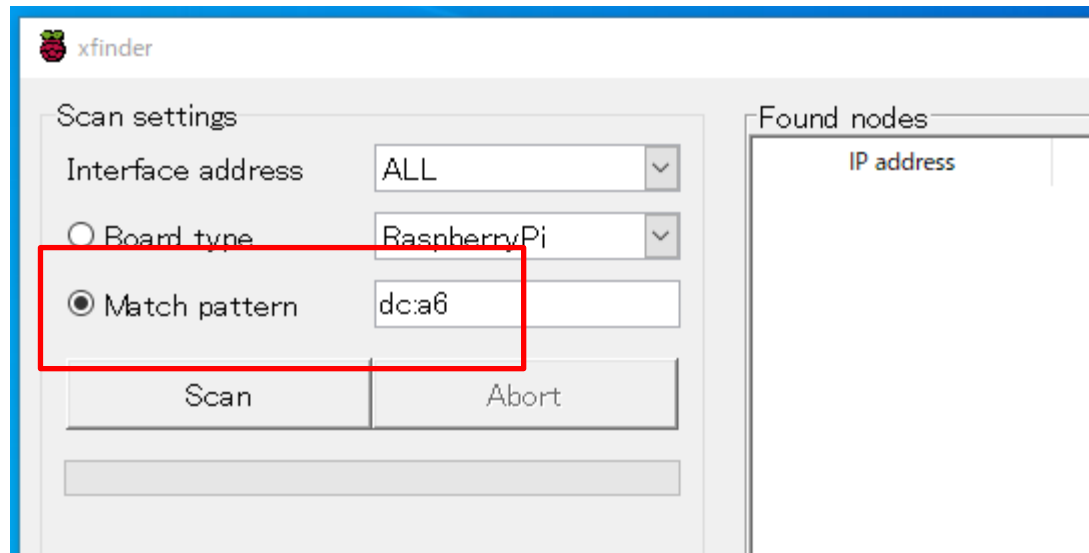 xfinder
Scan settings
Interface address ALL
Board type RaspberryPi
Match pattern dc:a6
Scan Abort
Found nodes
IP address